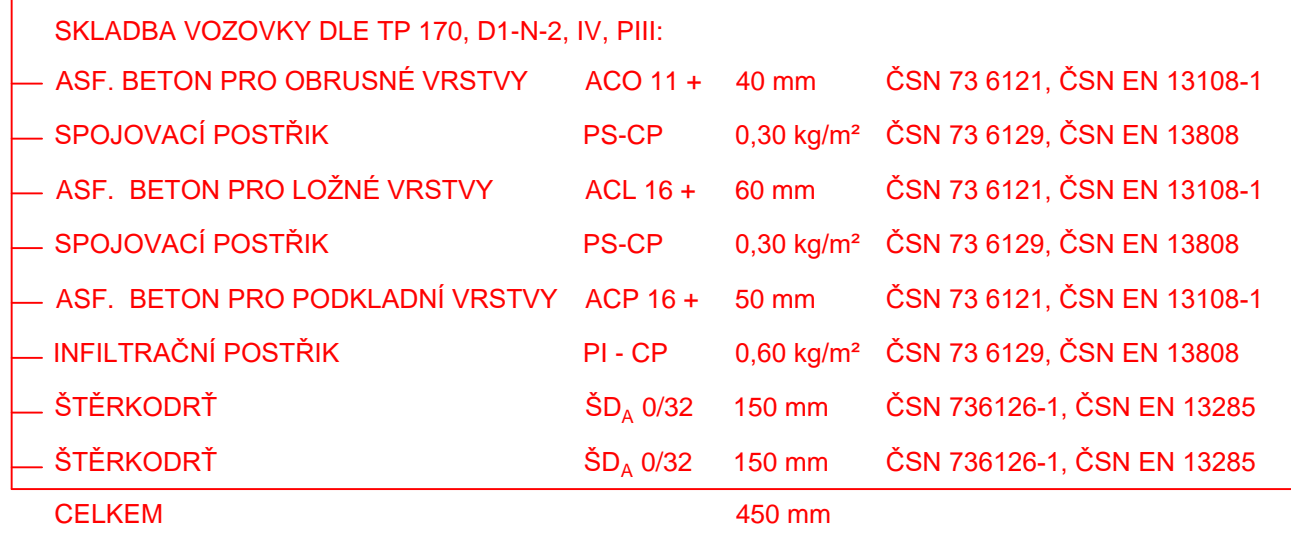 SKLADBA VOZOVKY DLE TP 170, D1-N-2, IV, PIII:
ASF. BETON PRO OBRUSNÉ VRSTVY ACO 11 + 40 mm ČSN 73 6121, ČSN EN 13108-1
SPOJOVACÍ POSTŘIK PS-CP 0,30 kg/m² ČSN 73 6129, ČSN EN 13808
ASF. BETON PRO LOŽNÉ VRSTVY ACL 16 + 60 mm ČSN 73 6121, ČSN EN 13108-1
SPOJOVACÍ POSTŘIK PS-CP 0,30 kg/m² ČSN 73 6129, ČSN EN 13808
ASF. BETON PRO PODKLADNÍ VRSTVY ACP 16 + 50 mm ČSN 73 6121, ČSN EN 13108-1
INFILTRAČNÍ POSTŘIK PI - CP 0,60 kg/m² ČSN 73 6129, ČSN EN 13808
ŠTĚRKODRŤ ŠDA 0/32 150 mm ČSN 736126-1, ČSN EN 13285
ŠTĚRKODRŤ ŠDA 0/32 150 mm ČSN 736126-1, ČSN EN 13285
CELKEM 450 mm